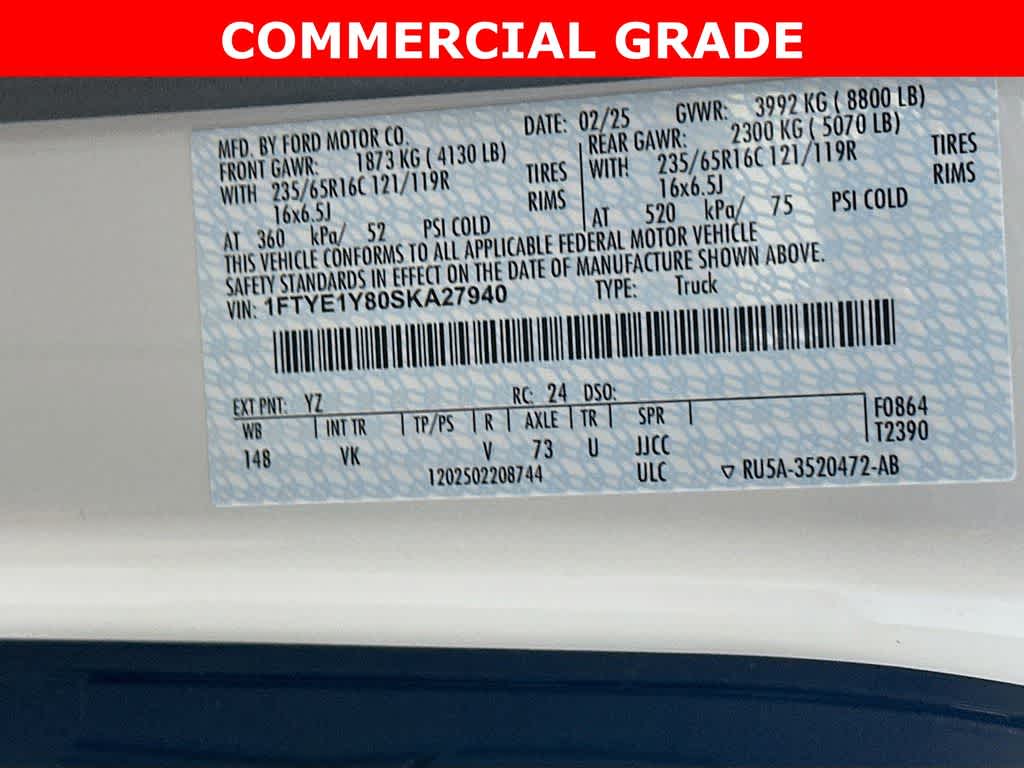 COMMERCIAL GRADE
MFD. BY FORD MOTOR CO. DATE: 02/25 GVWR: 3992 KG ( 8800 LB)
FRONT GAWR: 1873 KG ( 4130 LB) REAR GAWR: 2300 KG ( 5070 LB)
WITH 235/65R16C 121/119R TIRES WITH 235/65R16C 121/119R TIRES
16x6.5J RIMS 16x6.5J RIMS
AT 360 kPa/ 52 PSI COLD AT 520 kPa/ 75 PSI COLD
THIS VEHICLE CONFORMS TO ALL APPLICABLE FEDERAL MOTOR VEHICLE
SAFETY STANDARDS IN EFFECT ON THE DATE OF MANUFACTURE SHOWN ABOVE.
VIN: 1FTYE1Y80SKA27940 TYPE: Truck
EXT PNT: YZ RC: 24 DSO:
WB INT TR TP/PS R AXLE TR SPR F0864
148 VK V 73 U JJCC T2390
1202502208744 ULC ▽ RU5A-3520472-AB